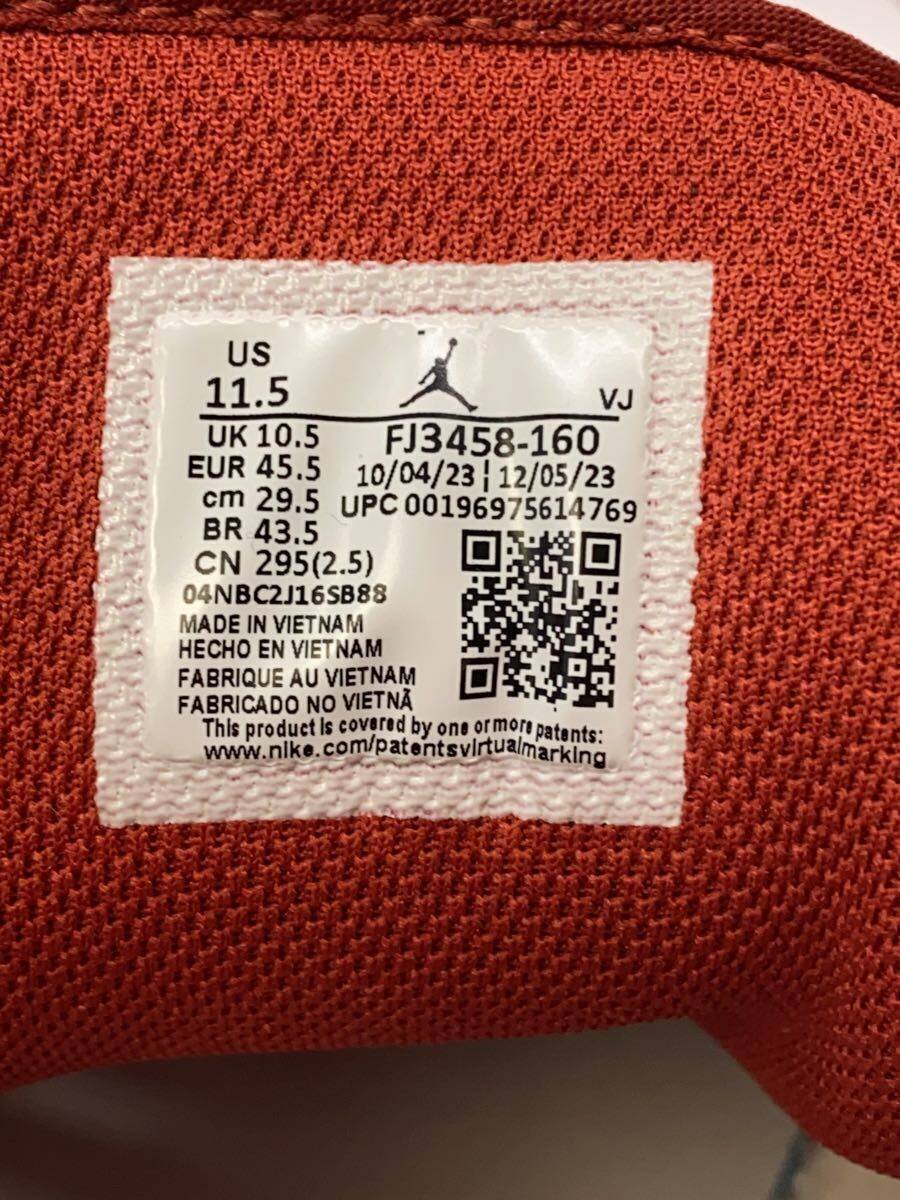 US
11.5
VJ
UK 10.5
FJ3458-160
EUR 45.5
10/04/23 ¦ 12/05/23
cm 29.5
UPC 00196975614769
BR 43.5
CN 295(2.5)
04NBC2J16SB88
MADE IN VIETNAM
HECHO EN VIETNAM
FABRIQUE AU VIETNAM
FABRICADO NO VIETNÃ
This product is covered by one or more patents:
www.nike.com/patentsvirtualmarking